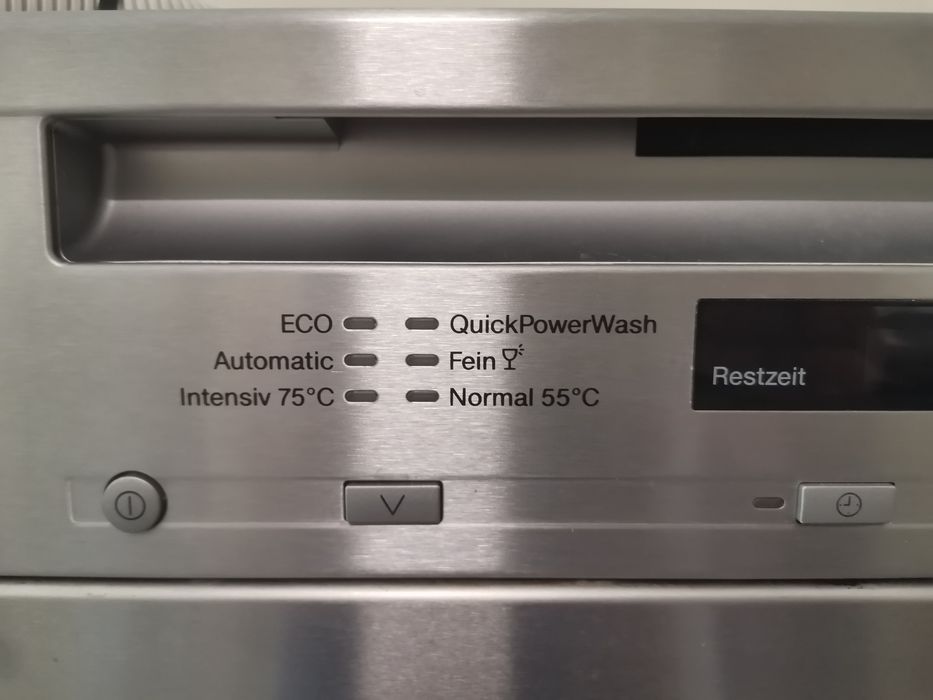 ECO
QuickPowerWash
Automatic
Fein
Intensiv 75°C
Normal 55°C
Restzeit